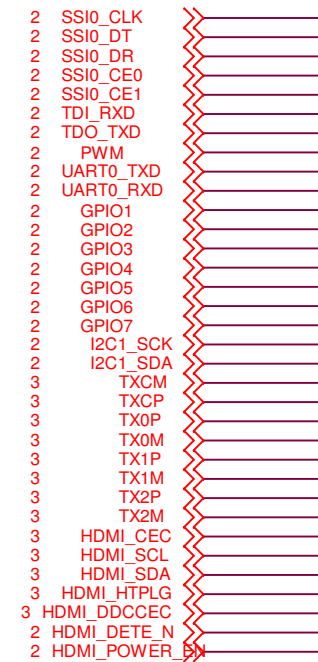 2 SSI0_CLK
2 SSI0_DT
2 SSI0_DR
2 SSI0_CE0
2 SSI0_CE1
2 TDI_RXD
2 TDO_TXD
2 PWM
2 UART0_TXD
2 UART0_RXD
2 GPIO1
2 GPIO2
2 GPIO3
2 GPIO4
2 GPIO5
2 GPIO6
2 GPIO7
2 I2C1_SCK
2 I2C1_SDA
3 TXCM
3 TXCP
3 TX0P
3 TX0M
3 TX1P
3 TX1M
3 TX2P
3 TX2M
3 HDMI_CEC
3 HDMI_SCL
3 HDMI_SDA
3 HDMI_HTPLG
3 HDMI_DDCCEC
2 HDMI_DETE_N
2 HDMI_POWER_EN